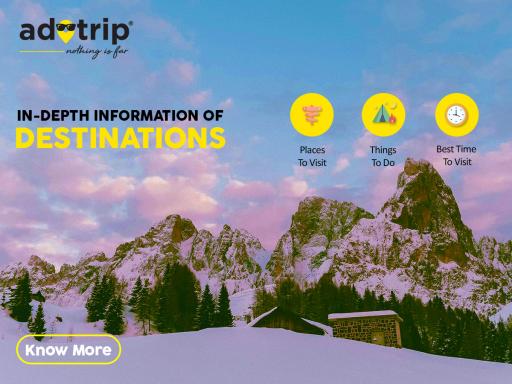 adotrip®
nothing is far
IN-DEPTH INFORMATION OF
DESTINATIONS
Places
To Visit
Things
To Do
Best Time
To Visit
Know More